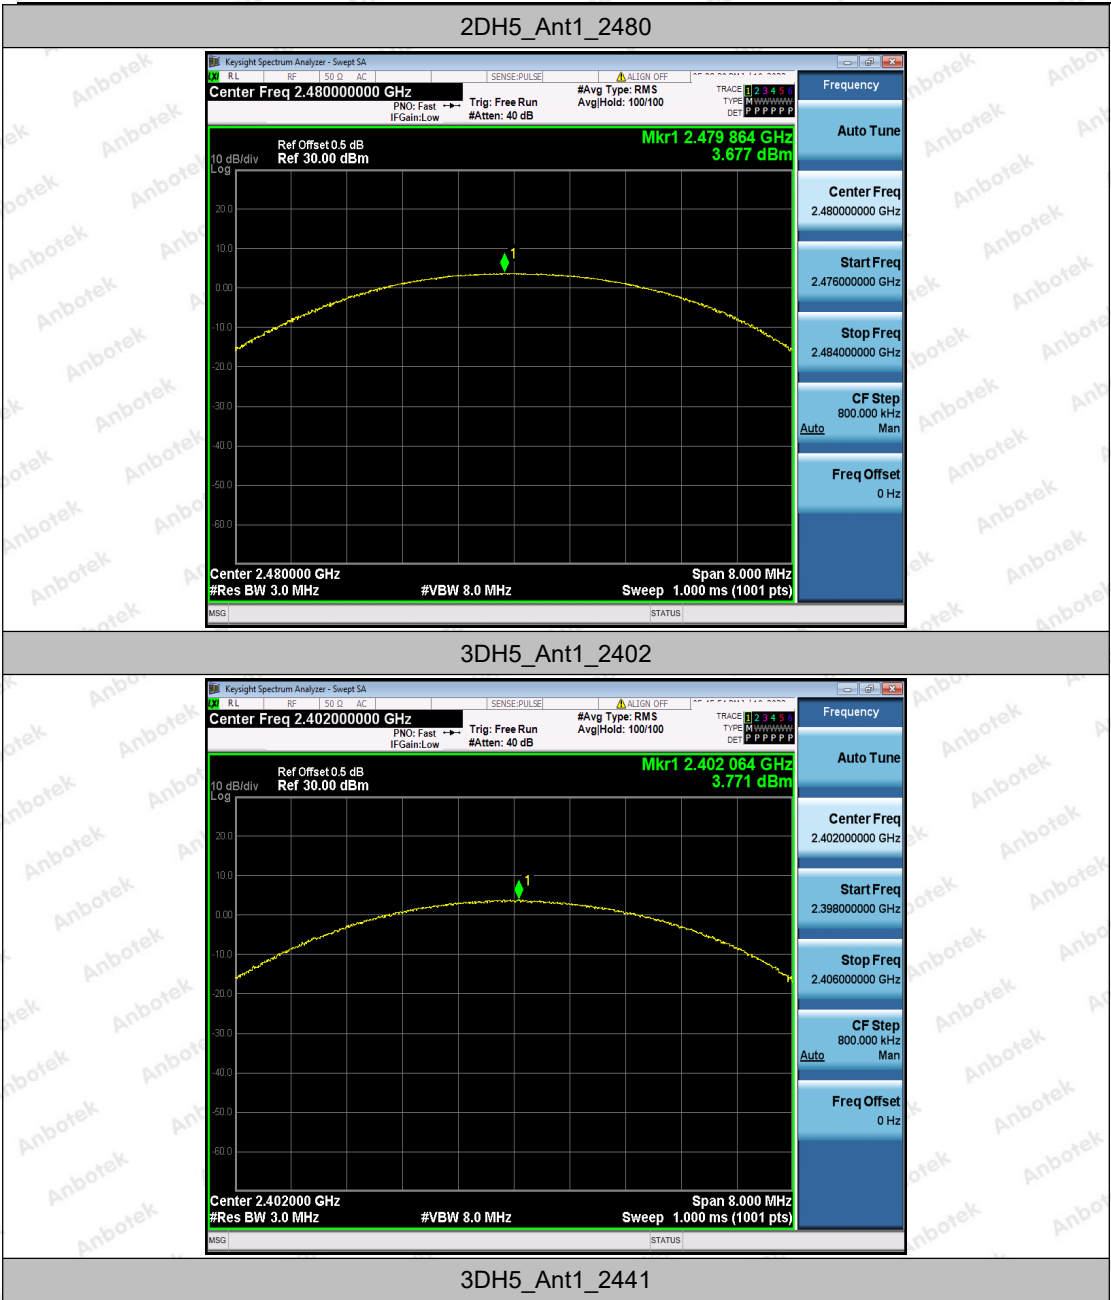 2DH5_Ant1_2480
Keysight Spectrum Analyzer - Swept SA
RL RF 50 Ω AC SENSE:PULSE ALIGN OFF
Center Freq 2.480000000 GHz
PNO: Fast
IFGain:Low
Trig: Free Run
#Atten: 40 dB
#Avg Type: RMS
Avg|Hold: 100/100
TRACE 1 2 3 4 5 6
TYPE M WWWWW
DET P P P P P P
Mkr1 2.479 864 GHz
3.677 dBm
Ref Offset 0.5 dB
10 dB/div Ref 30.00 dBm
Log
20.0
10.0
1
0.00
-10.0
-20.0
-30.0
-40.0
-50.0
-60.0
Center 2.480000 GHz Span 8.000 MHz
#Res BW 3.0 MHz #VBW 8.0 MHz Sweep 1.000 ms (1001 pts)
MSG STATUS
Frequency
Auto Tune
Center Freq
2.480000000 GHz
Start Freq
2.476000000 GHz
Stop Freq
2.484000000 GHz
CF Step
800.000 kHz
Auto Man
Freq Offset
0 Hz
3DH5_Ant1_2402
Keysight Spectrum Analyzer - Swept SA
RL RF 50 Ω AC SENSE:PULSE ALIGN OFF
Center Freq 2.402000000 GHz
PNO: Fast
IFGain:Low
Trig: Free Run
#Atten: 40 dB
#Avg Type: RMS
Avg|Hold: 100/100
TRACE 1 2 3 4 5 6
TYPE M WWWWW
DET P P P P P P
Mkr1 2.402 064 GHz
3.771 dBm
Ref Offset 0.5 dB
10 dB/div Ref 30.00 dBm
Log
20.0
10.0
1
0.00
-10.0
-20.0
-30.0
-40.0
-50.0
-60.0
Center 2.402000 GHz Span 8.000 MHz
#Res BW 3.0 MHz #VBW 8.0 MHz Sweep 1.000 ms (1001 pts)
MSG STATUS
Frequency
Auto Tune
Center Freq
2.402000000 GHz
Start Freq
2.398000000 GHz
Stop Freq
2.406000000 GHz
CF Step
800.000 kHz
Auto Man
Freq Offset
0 Hz
3DH5_Ant1_2441
Anbotek